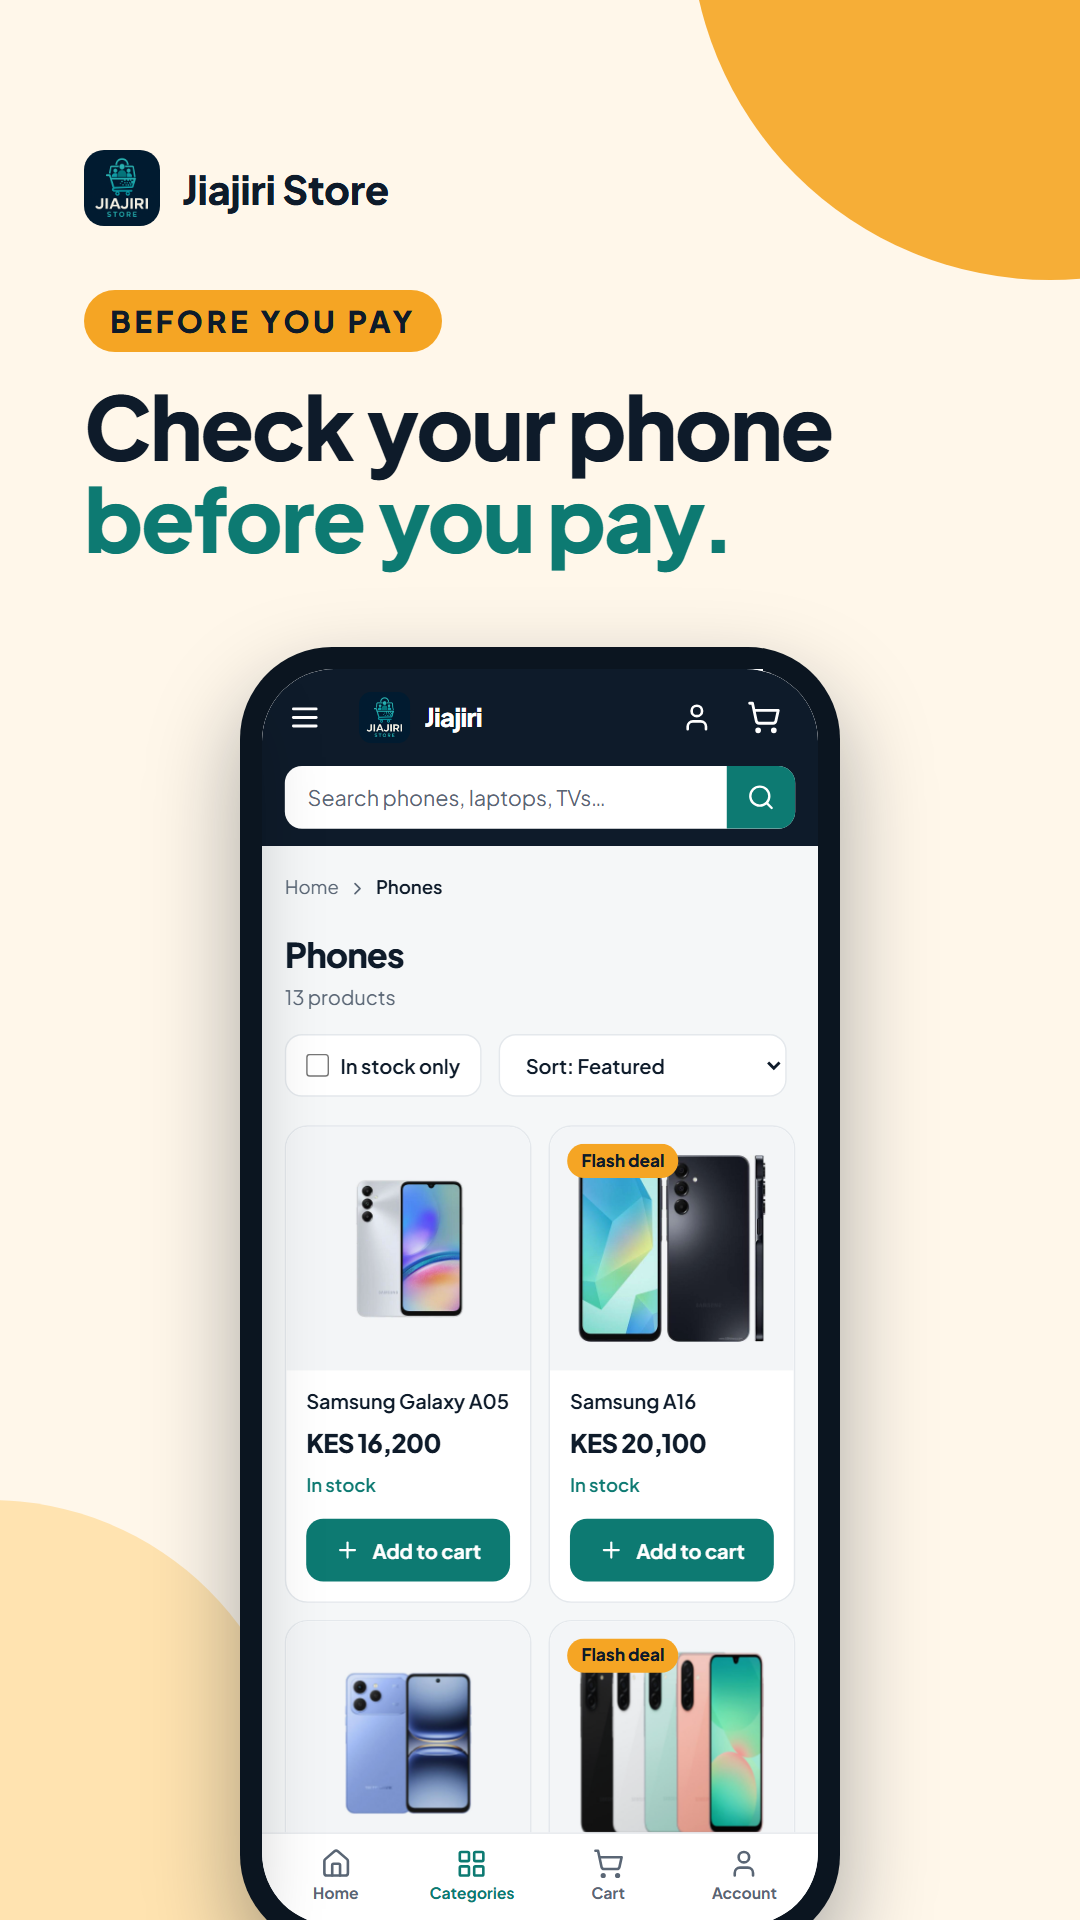 JIAJIRI
STORE
Jiajiri Store
BEFORE YOU PAY
Check your phone
before you pay.
JIAJIRI
STORE
Jiajiri
Search phones, laptops, TVs...
Home > Phones
Phones
13 products
In stock only
Sort: Featured
Flash deal
Samsung Galaxy A05
KES 16,200
In stock
+ Add to cart
Samsung A16
KES 20,100
In stock
+ Add to cart
Flash deal
Home
Categories
Cart
Account